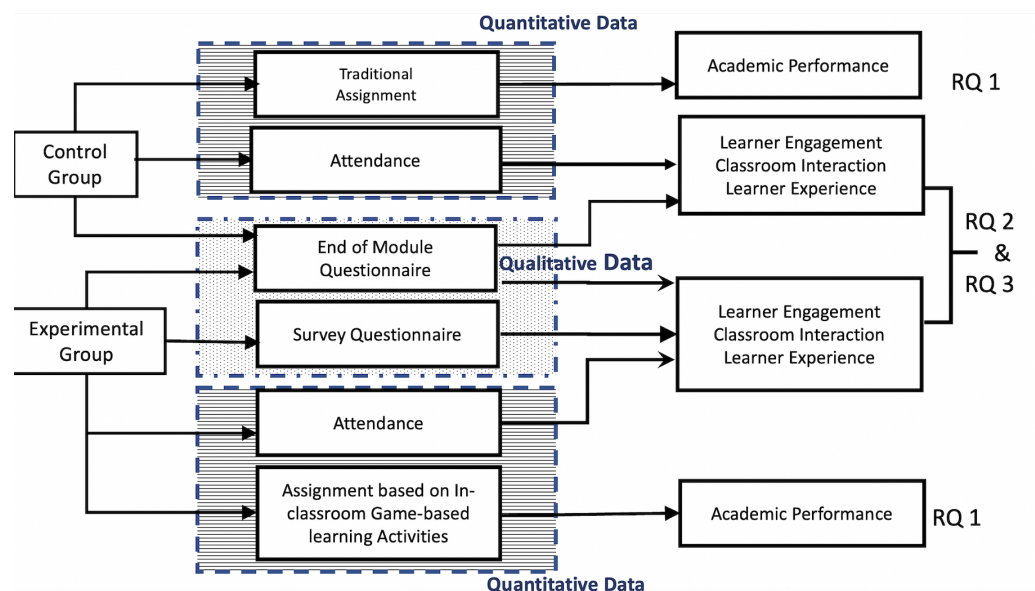 Quantitative Data
Traditional
Assignment
Academic Performance
RQ 1
Control
Group
Attendance
Learner Engagement
Classroom Interaction
Learner Experience
End of Module
Questionnaire
Qualitative Data
RQ 2
&
RQ 3
Experimental
Group
Survey Questionnaire
Learner Engagement
Classroom Interaction
Learner Experience
Attendance
Assignment based on In-
classroom Game-based
learning Activities
Academic Performance
RQ 1
Quantitative Data